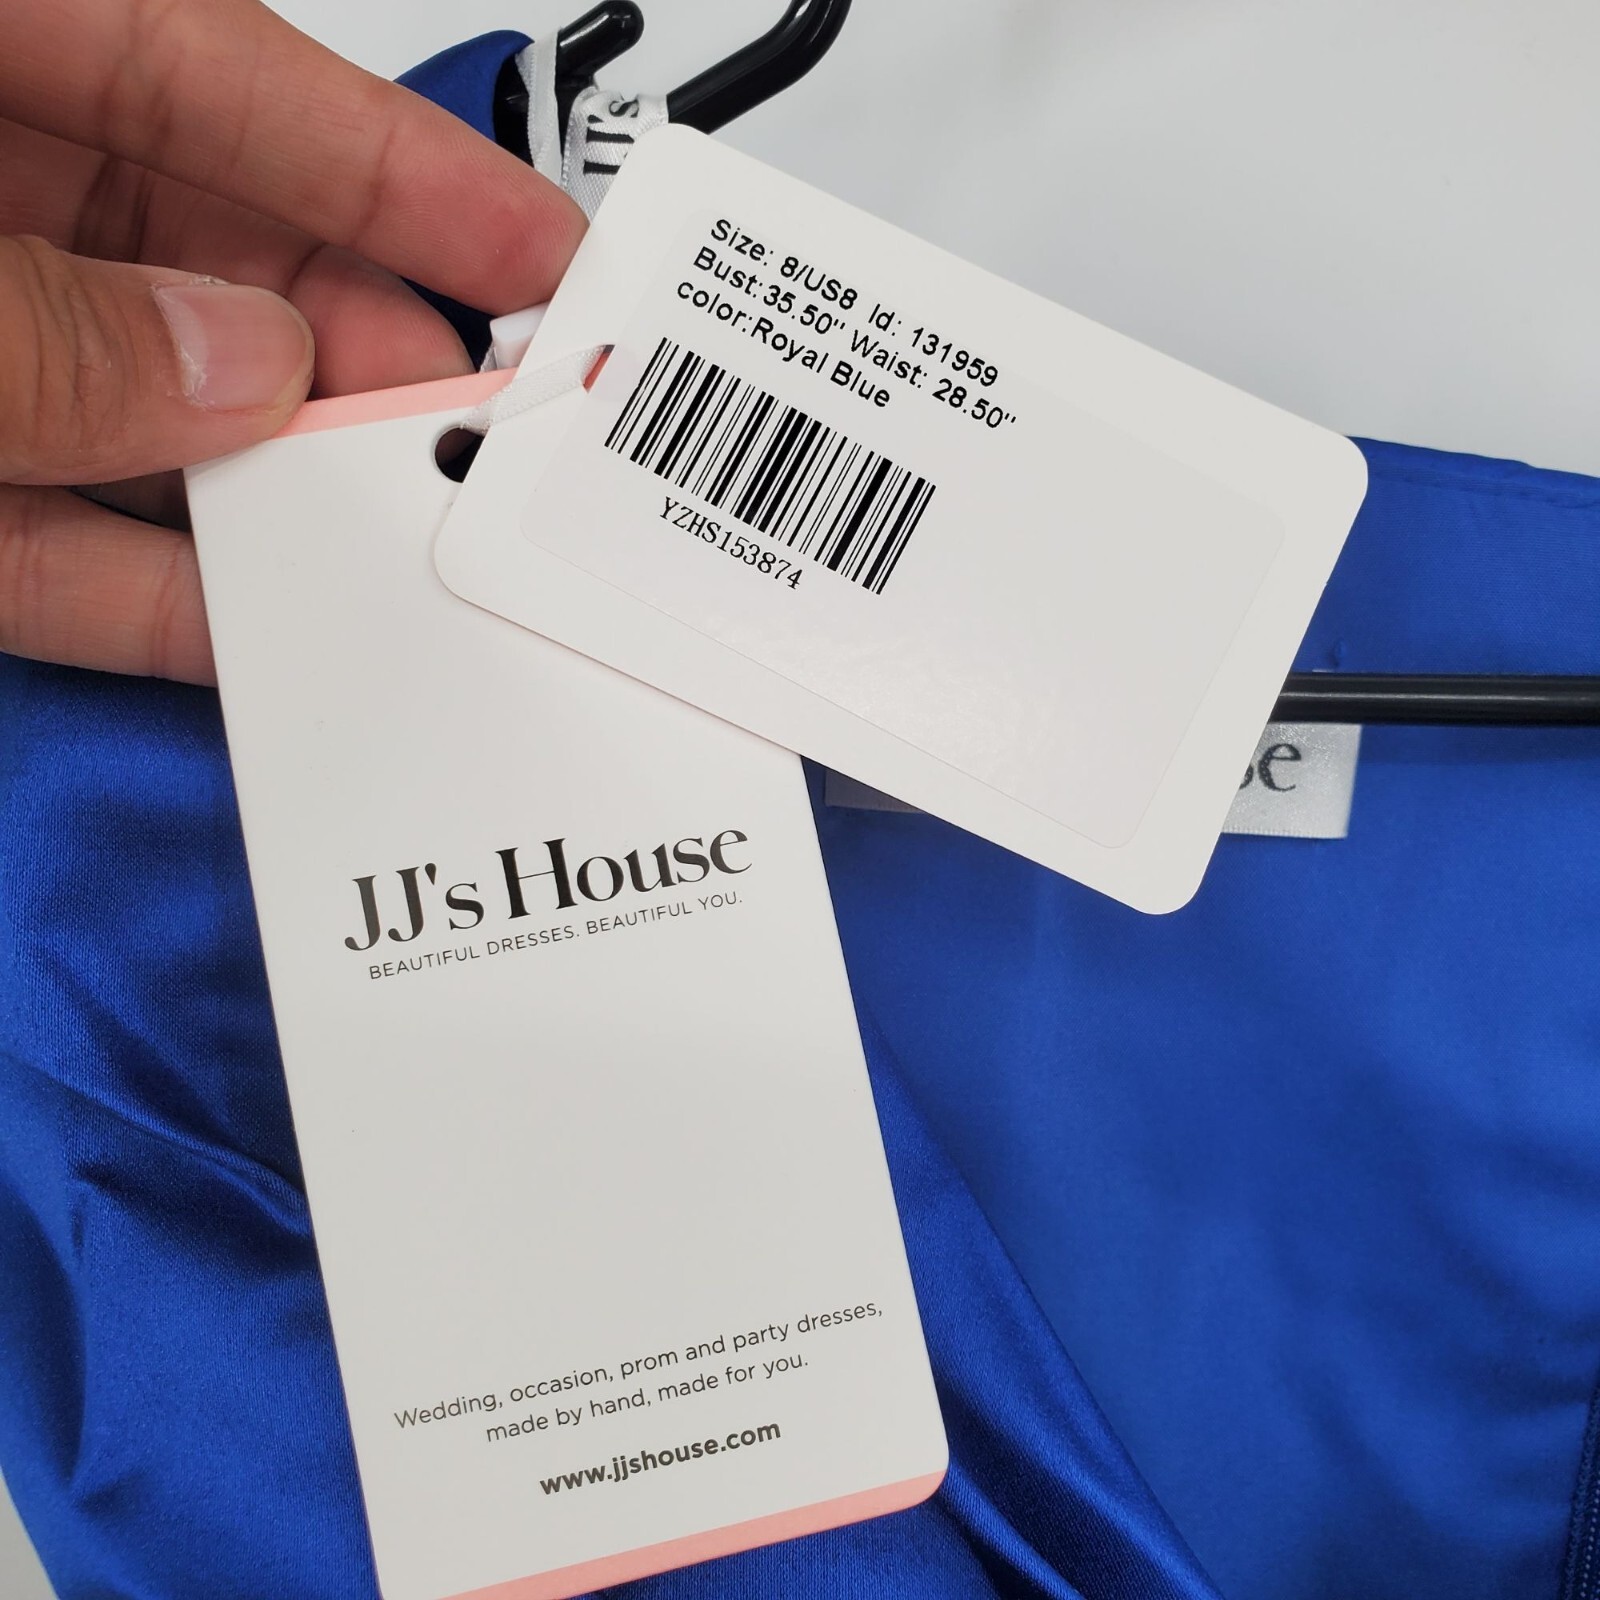 JJ's
Size: 8/US8 Id: 131959
Bust:35.50" Waist: 28.50"
color:Royal Blue
YZHS153874
JJ's House
BEAUTIFUL DRESSES. BEAUTIFUL YOU.
Wedding, occasion, prom and party dresses,
made by hand, made for you.
www.jjshouse.com